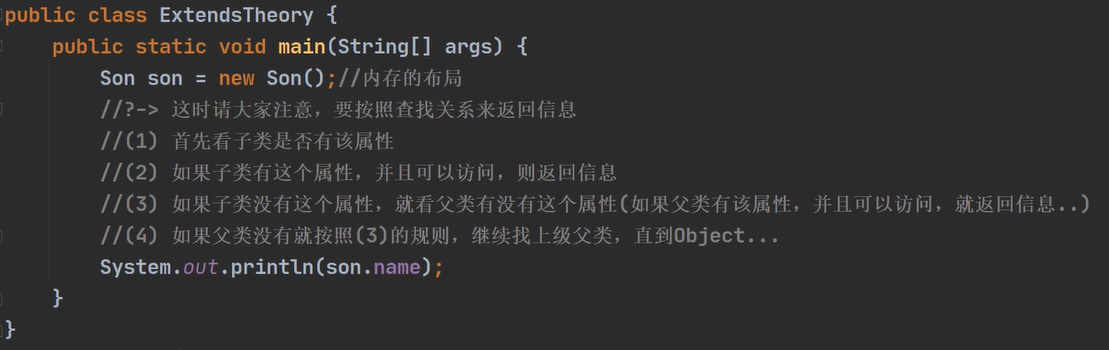 public class ExtendsTheory {
public static void main(String[] args) {
Son son = new Son();//内存的布局
//?-> 这时请大家注意，要按照查找关系来返回信息
//(1) 首先看子类是否有该属性
//(2) 如果子类有这个属性，并且可以访问，则返回信息
//(3) 如果子类没有这个属性，就看父类有没有这个属性(如果父类有该属性，并且可以访问，就返回信息..)
//(4) 如果父类没有就按照(3)的规则，继续找上级父类，直到Object...
System.out.println(son.name);
}
}